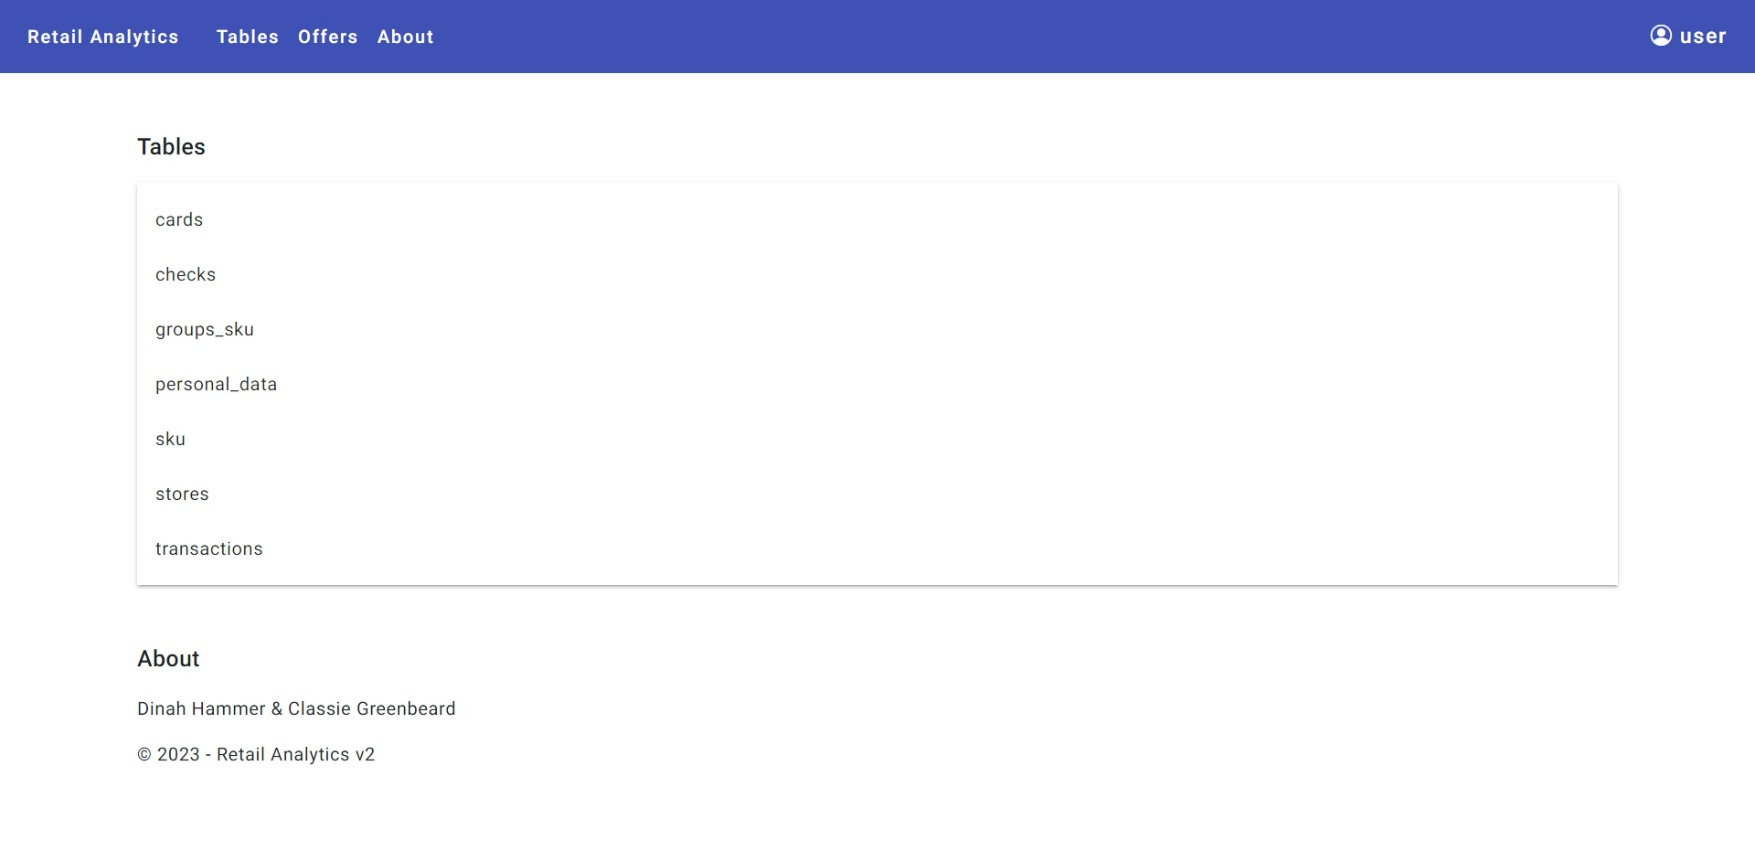 Retail Analytics Tables Offers About user
Tables
cards
checks
groups_sku
personal_data
sku
stores
transactions
About
Dinah Hammer & Classie Greenbeard
© 2023 - Retail Analytics v2